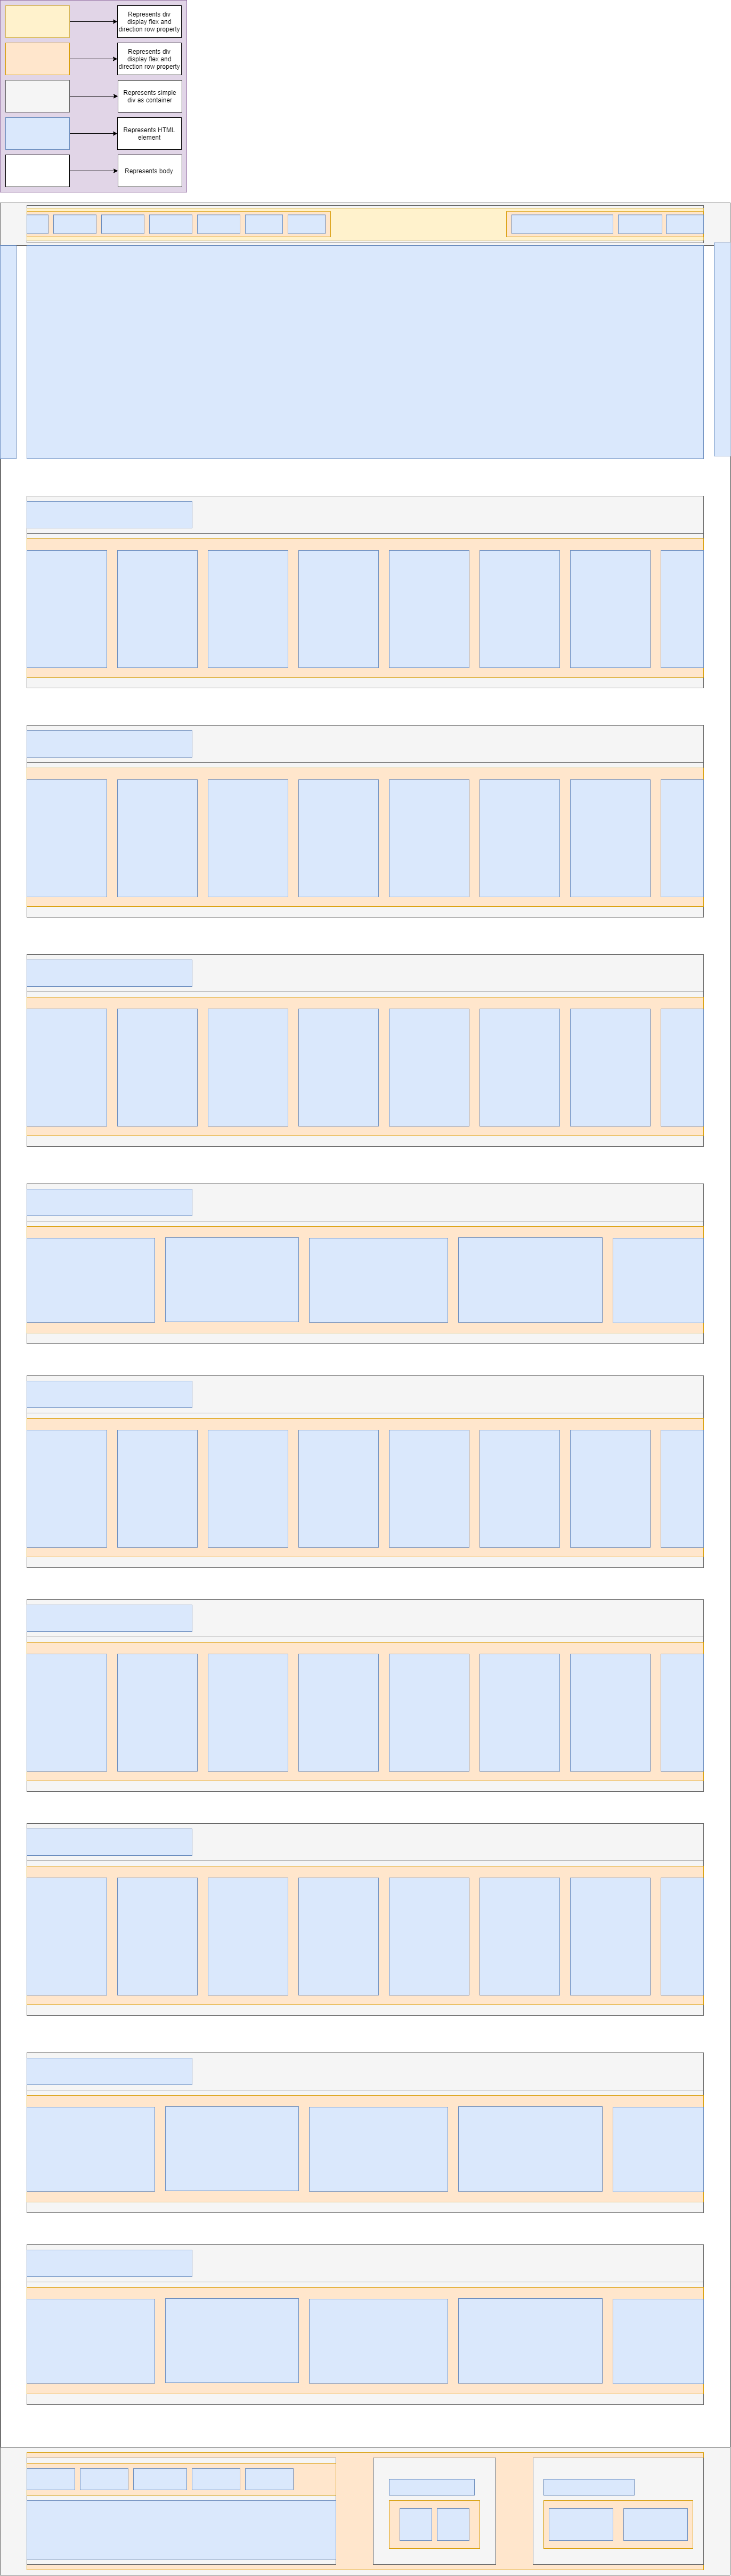 Represents div
display flex and
direction row property
Represents div
display flex and
direction row property
Represents simple
div as container
Represents HTML
element
Represents body